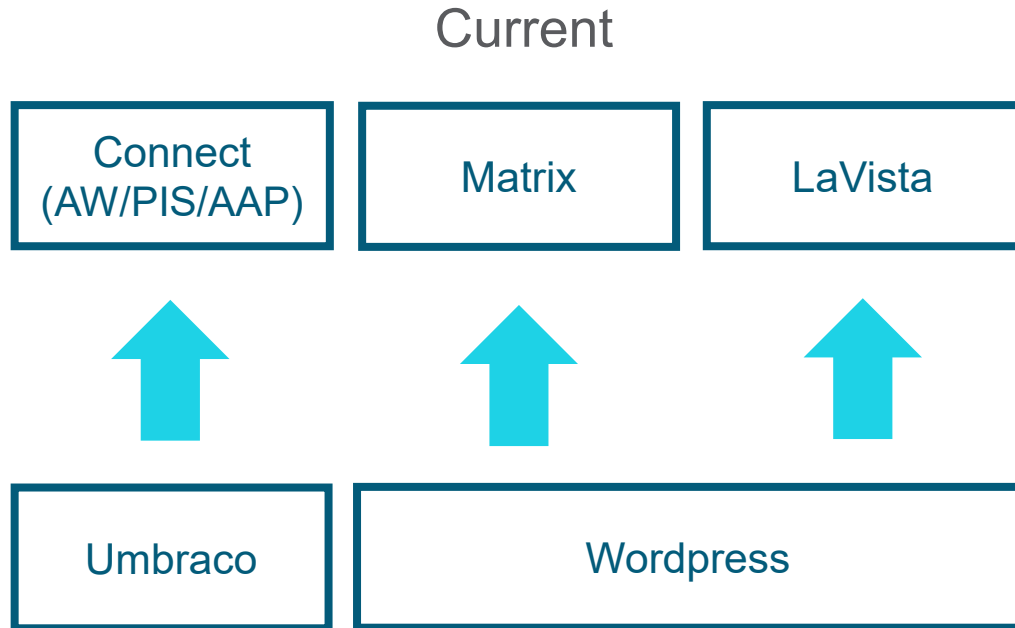 Current
Connect
(AW/PIS/AAP)
Matrix
LaVista
Umbraco
Wordpress